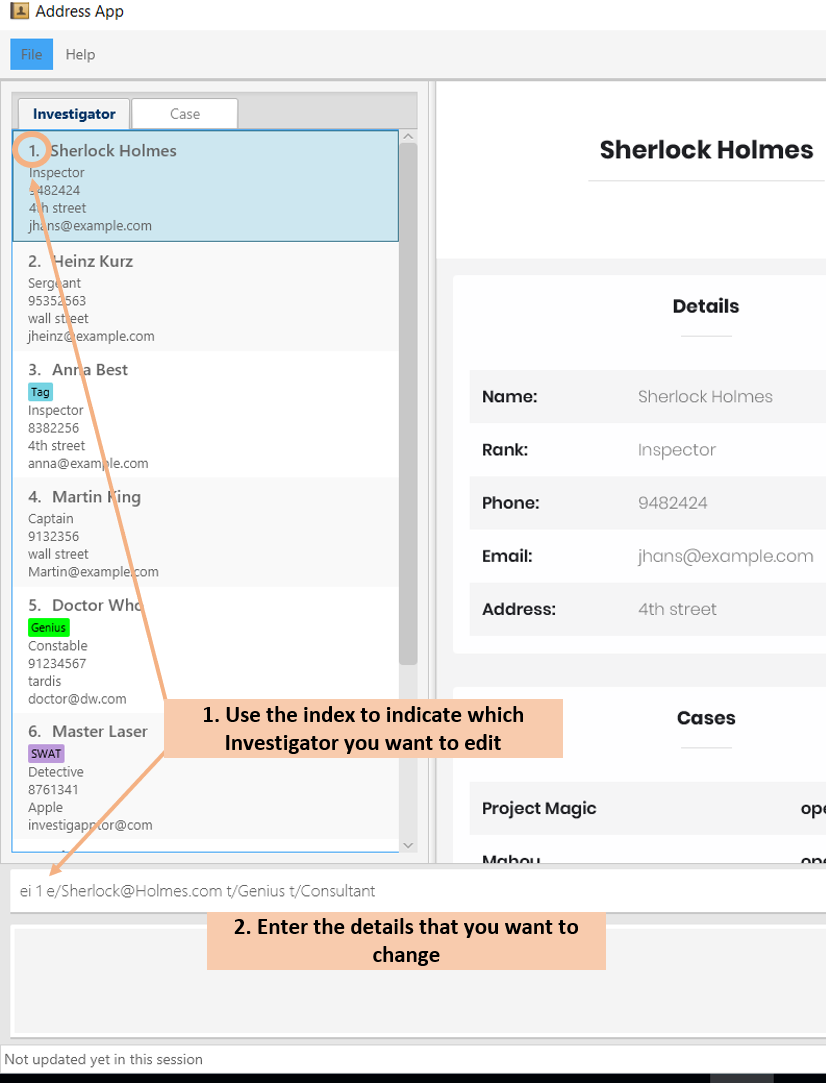 Address App
File Help
Investigator Case
1. Sherlock Holmes
Inspector
9482424
4th street
jhans@example.com
2. Heinz Kurz
Sergeant
95352563
wall street
jheinz@example.com
3. Anna Best
Tag
Inspector
8382256
4th street
anna@example.com
4. Martin King
Captain
9132356
wall street
Martin@example.com
5. Doctor Who
Genius
Constable
91234567
tardis
doctor@dw.com
6. Master Laser
SWAT
Detective
8761341
Apple
investigapptor@com
Sherlock Holmes
Details
Name: Sherlock Holmes
Rank: Inspector
Phone: 9482424
Email: jhans@example.com
Address: 4th street
Cases
Project Magic ope
Mahou ope
1. Use the index to indicate which
Investigator you want to edit
ei 1 e/Sherlock@Holmes.com t/Genius t/Consultant
2. Enter the details that you want to
change
Not updated yet in this session